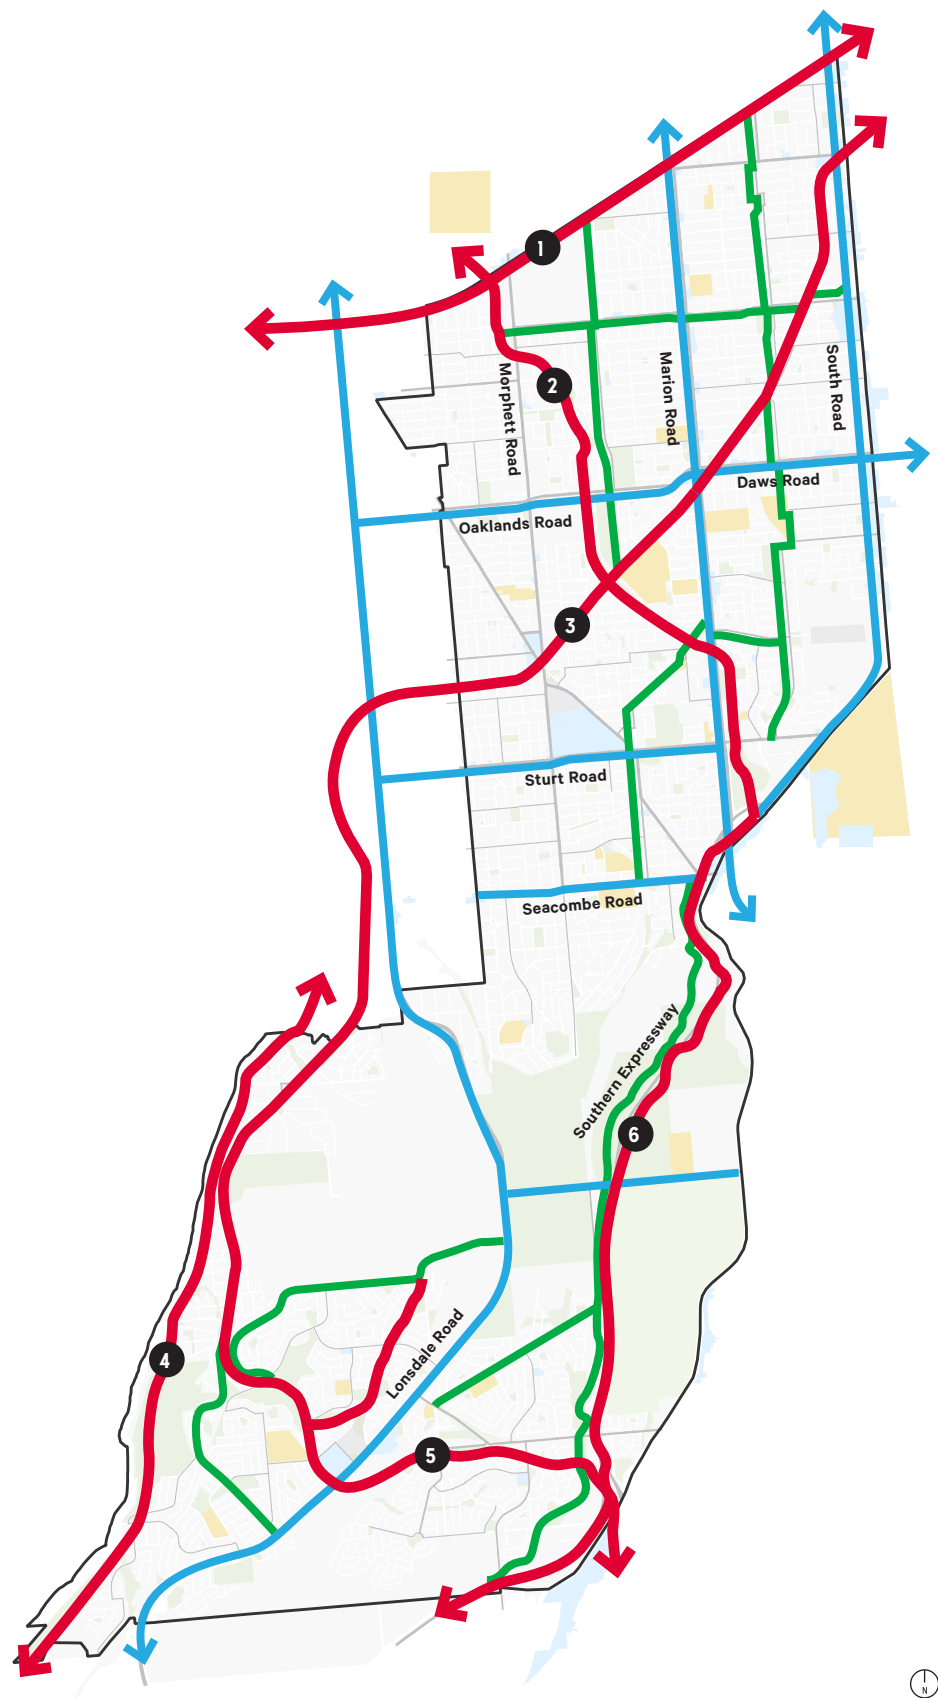 1
2
Morphett Road
Marion Road
South Road
Daws Road
Oaklands Road
3
Sturt Road
Seacombe Road
Southern Expressway
6
Lonsdale Road
4
5
N